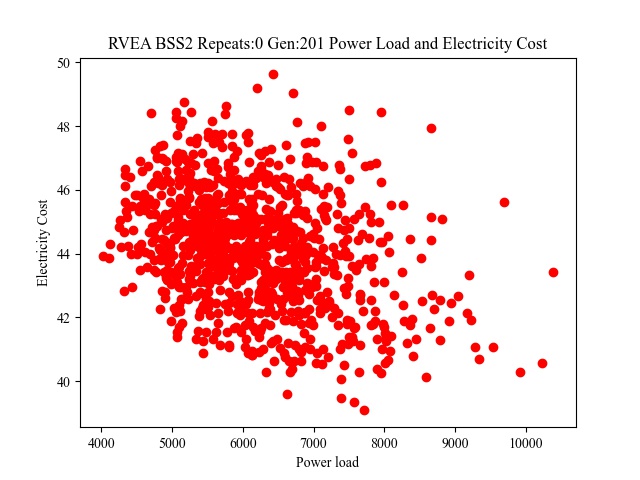 RVEA BSS2 Repeats:0 Gen:201 Power Load and Electricity Cost
50
48
46
44
42
40
Electricity Cost
4000 5000 6000 7000 8000 9000 10000
Power load